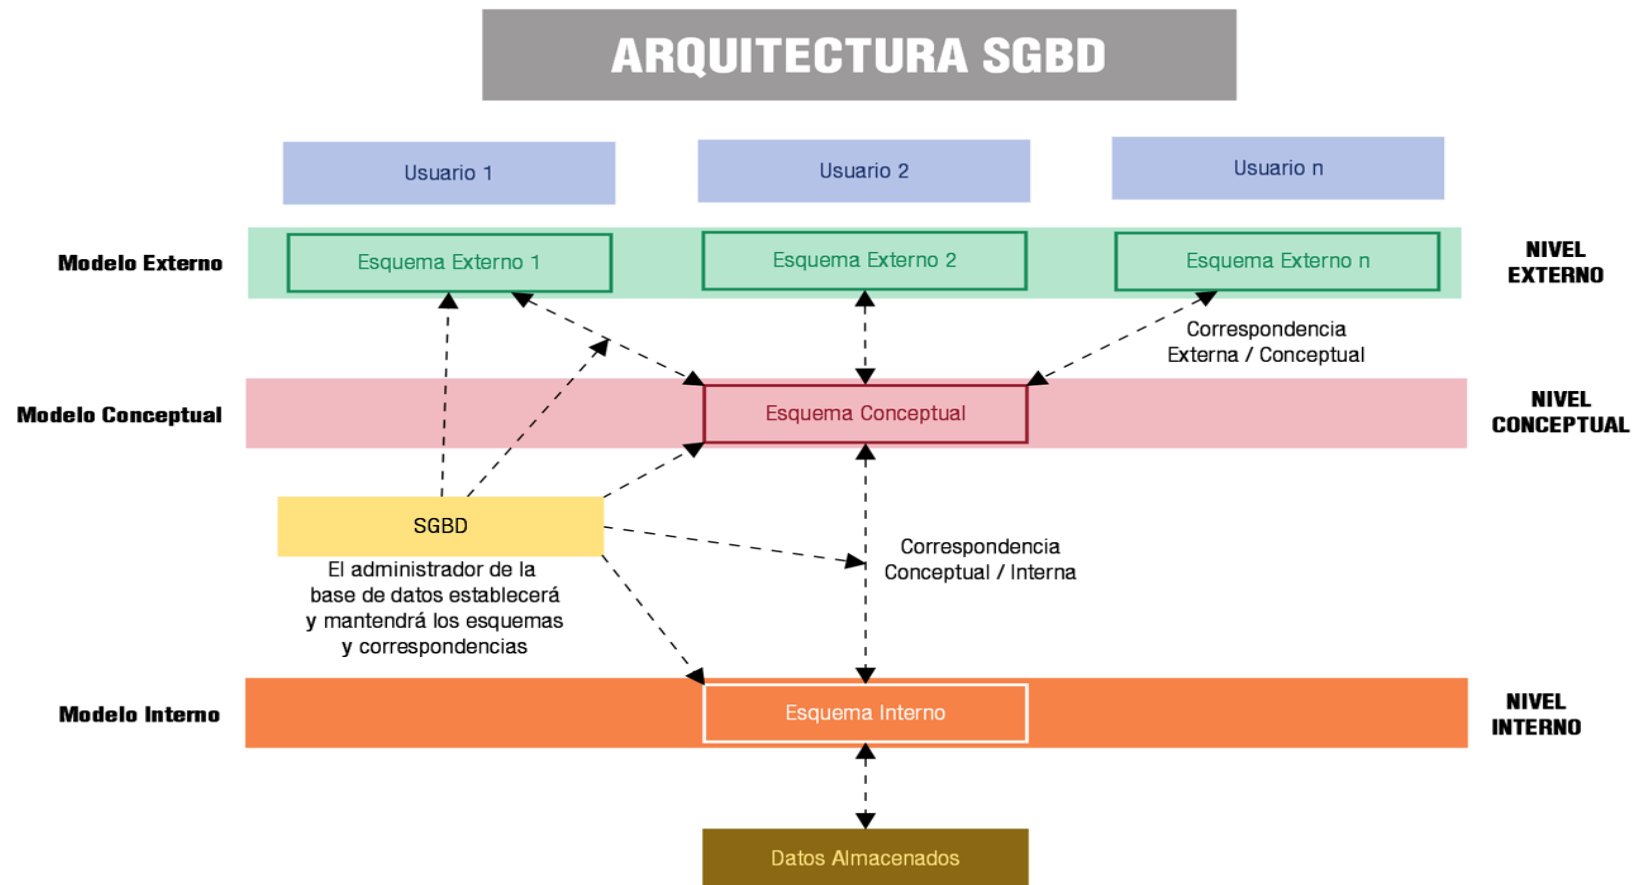 ARQUITECTURA SGBD
Usuario 1
Usuario 2
Usuario n
Modelo Externo
Esquema Externo 1
Esquema Externo 2
Esquema Externo n
NIVEL
EXTERNO
Correspondencia
Externa / Conceptual
Modelo Conceptual
Esquema Conceptual
NIVEL
CONCEPTUAL
SGBD
El administrador de la
base de datos establecerá
y mantendrá los esquemas
y correspondencias
Correspondencia
Conceptual / Interna
Modelo Interno
Esquema Interno
NIVEL
INTERNO
Datos Almacenados